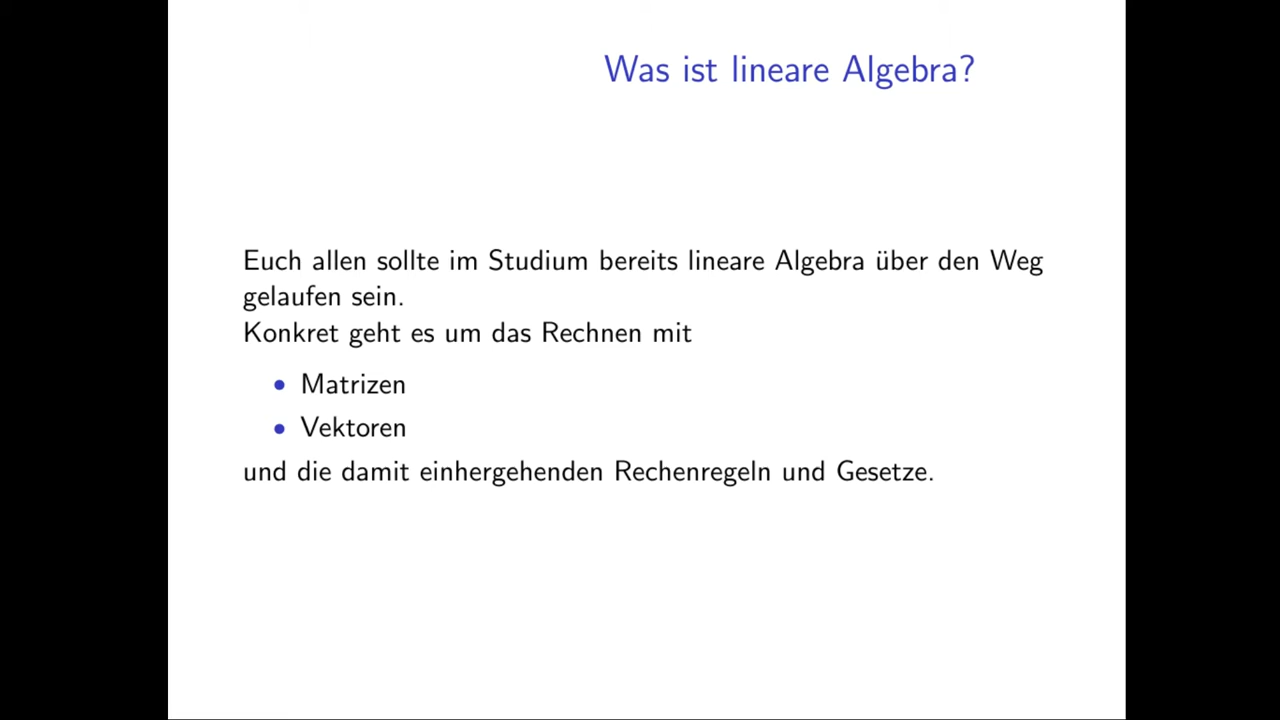 Was ist lineare Algebra?
Euch allen sollte im Studium bereits lineare Algebra über den Weg
gelaufen sein.
Konkret geht es um das Rechnen mit
• Matrizen
• Vektoren
und die damit einhergehenden Rechenregeln und Gesetze.